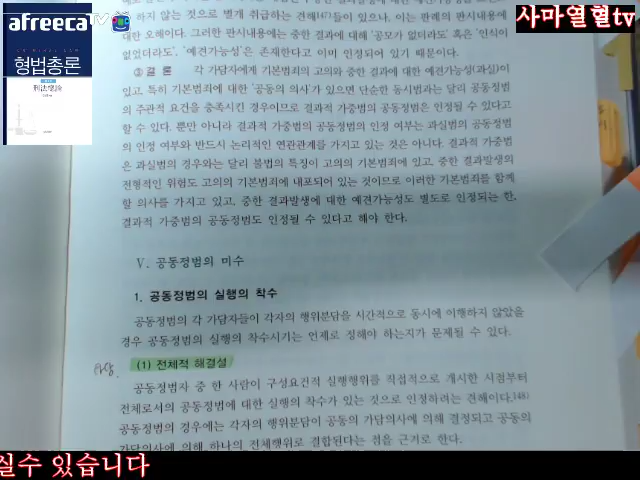 afreecaTV
형법총론
刑法總論
사마열협tv
하지 않는 것으로 별개 취급하는 견해147)들이 있으나, 이는 판례의 판시내용에
대한 오해이다. 그러한 판시내용에는 중한 결과에 대해 '공모가 없더라도' 혹은 '인식이
없었더라도', '예견가능성'은 존재한다고 이미 인정되어 있기 때문이다.
③ 결 론 각 가담자에게 기본범죄의 고의와 중한 결과에 대한 예견가능성(과실)이
있고, 특히 기본범죄에 대한 '공동의 의사'가 있으면 단순한 동시범과는 달리 공동정범
의 주관적 요건을 충족시킨 경우이므로 결과적 가중범의 공동정범은 인정될 수 있다고
할 수 있다. 뿐만 아니라 결과적 가중범의 공동정범의 인정 여부는 과실범의 공동정범
의 인정 여부와 반드시 논리적인 연관관계를 가지고 있는 것은 아니다. 결과적 가중범
은 과실범의 경우와는 달리 불법의 특징이 고의의 기본범죄에 있고, 중한 결과발생의
전형적인 위험도 고의의 기본범죄에 내포되어 있는 것이므로 이러한 기본범죄를 함께
할 의사를 가지고 있고, 중한 결과발생에 대한 예견가능성도 별도로 인정되는 한,
결과적 가중범의 공동정범도 인정될 수 있다고 해야 한다.
Ⅴ. 공동정범의 미수
1. 공동정범의 실행의 착수
공동정범의 각 가담자들이 각자의 행위분담을 시간적으로 동시에 이행하지 않았을
경우 공동정범의 실행의 착수시기는 언제로 정해야 하는지가 문제될 수 있다.
(1) 전체적 해결설
공동정범자 중 한 사람이 구성요건적 실행행위를 직접적으로 개시한 시점부터
전체로서의 공동정범에 대한 실행의 착수가 있는 것으로 인정하려는 견해이다.148)
공동정범의 경우에는 각자의 행위분담이 공동의 가담의사에 의해 결정되고 공동의
가담의사에 의해 하나의 전체행위로 결합된다는 점을 근거로 한다.
실수 있습니다